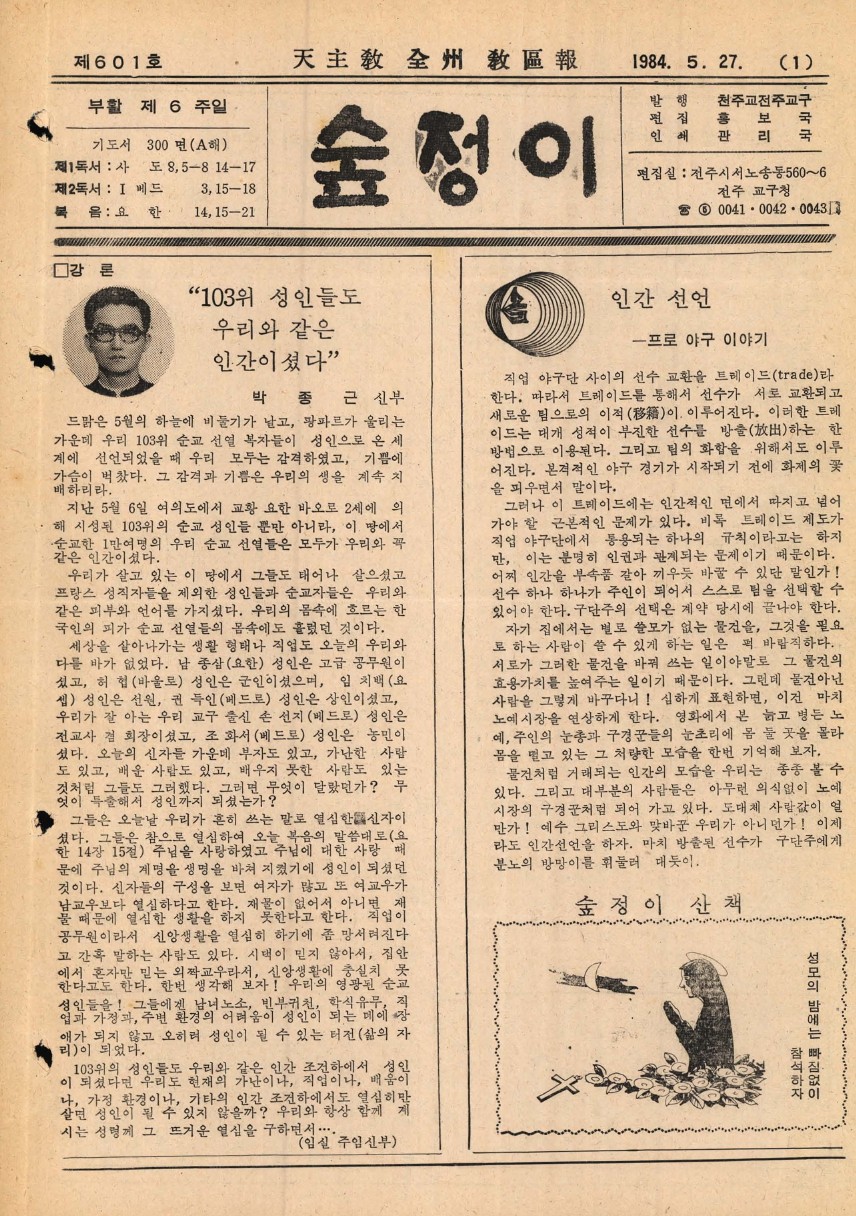 제601호
天主敎 全州 敎區報
1984. 5. 27.
(1)
부활 제 6 주일
기도서 300 면(A해)
제1독서 : 사 도 8,5—8 14—17
제2독서 : I 베드 3,15—18
복 음 : 요 한 14,15—21
숲정이
발 행 천주교전주교구
편 집 홍 보 국
인 쇄 관 리 국
편집실 : 전주시서노송동560~6
전주 교구청
☎ ⑥ 0041·0042·0043
□강 론
“103위 성인들도
우리와 같은
인간이셨다”
박 종 근 신부
드맑은 5월의 하늘에 비둘기가 날고, 팡파르가 울리는
가운데 우리 103위 순교 선열 복자들이 성인으로 온 세
계에 선언되었을 때 우리 모두는 감격하였고, 기쁨에
가슴이 벅찼다. 그 감격과 기쁨은 우리의 생을 계속 지
배하리라.
지난 5월 6일 여의도에서 교황 요한 바오로 2세에 의
해 시성된 103위의 순교 성인들 뿐만 아니라, 이 땅에서
순교한 1만여명의 우리 순교 선열들은 모두가 우리와 꼭
같은 인간이셨다.
우리가 살고 있는 이 땅에서 그들도 태어나 살으셨고
프랑스 성직자들을 제외한 성인들과 순교자들은 우리와
같은 피부와 언어를 가지셨다. 우리의 몸속에 흐르는 한
국인의 피가 순교 선열들의 몸속에도 흘렀던 것이다.
세상을 살아나가는 생활 형태나 직업도 오늘의 우리와
다를 바가 없었다. 남 종삼(요한) 성인은 고급 공무원이
셨고, 허 협(바울로) 성인은 군인이셨으며, 임 치백(요
셉) 성인은 선원, 권 득인(베드로) 성인은 상인이셨고,
우리가 잘 아는 우리 교구 출신 손 선지(베드로) 성인은
전교사 겸 회장이셨고, 조 화서(베드로) 성인은 농민이
셨다. 오늘의 신자들 가운데 부자도 있고, 가난한 사람
도 있고, 배운 사람도 있고, 배우지 못한 사람도 있는
것처럼 그들도 그러했다. 그러면 무엇이 달랐던가? 무
엇이 특출해서 성인까지 되셨는가?
그들은 오늘날 우리가 흔히 쓰는 말로 열심한 신자이
셨다. 그들은 참으로 열심하여 오늘 복음의 말씀대로(요
한 14장 15절) 주님을 사랑하였고 주님에 대한 사랑 때
문에 주님의 계명을 생명을 바쳐 지켰기에 성인이 되셨던
것이다. 신자들의 구성을 보면 여자가 많고 또 여교우가
남교우보다 열심하다고 한다. 재물이 없어서 아니면 재
물 때문에 열심한 생활을 하지 못한다고 한다. 직업이
공무원이라서 신앙생활을 열심히 하기에 좀 망서려진다
고 간혹 말하는 사람도 있다. 시댁이 믿지 않아서, 집안
에서 혼자만 믿는 외짝교우라서, 신앙생활에 충실치 못
한다고도 한다. 한번 생각해 보자! 우리의 영광된 순교
성인들을! 그들에겐 남녀노소, 빈부귀천, 학식유무, 직
업과 가정과, 주변 환경의 어려움이 성인이 되는 데에 장
애가 되지 않고 오히려 성인이 될 수 있는 터전(삶의 자
리)이 되었다.
103위의 성인들도 우리와 같은 인간 조건하에서 성인
이 되셨다면 우리도 현재의 가난이나, 직업이나, 배움이
나, 가정 환경이나, 기타의 인간 조건하에서도 열심히만
살면 성인이 될 수 있지 않을까? 우리와 항상 함께 계
시는 성령께 그 뜨거운 열심을 구하면서….
(임실 주임신부)
인간 선언
—프로 야구 이야기
직업 야구단 사이의 선수 교환을 트레이드(trade)라
한다. 따라서 트레이드를 통해서 선수가 서로 교환되고
새로운 팀으로의 이적(移籍)이 이루어진다. 이러한 트레
이드는 대개 성적이 부진한 선수를 방출(放出)하는 한
방법으로 이용된다. 그리고 팀의 화합을 위해서도 이루
어진다. 본격적인 야구 경기가 시작되기 전에 화제의 꽃
을 피우면서 말이다.
그러나 이 트레이드에는 인간적인 면에서 따지고 넘어
가야 할 근본적인 문제가 있다. 비록 트레이드 제도가
직업 야구단에서 통용되는 하나의 규칙이라고는 하지
만, 이는 분명히 인권과 관계되는 문제이기 때문이다.
어찌 인간을 부속품 갈아 끼우듯 바꿀 수 있단 말인가!
선수 하나 하나가 주인이 되어서 스스로 팀을 선택할 수
있어야 한다. 구단주의 선택은 계약 당시에 끝나야 한다.
자기 집에서는 별로 쓸모가 없는 물건을, 그것을 필요
로 하는 사람이 쓸 수 있게 하는 일은 퍽 바람직하다.
서로가 그러한 물건을 바꿔 쓰는 일이야말로 그 물건의
효용가치를 높여주는 일이기 때문이다. 그런데 물건아닌
사람을 그렇게 바꾸다니! 심하게 표현하면, 이건 마치
노예시장을 연상하게 한다. 영화에서 본 늙고 병든 노
예, 주인의 눈총과 구경군들의 눈초리에 몸 둘 곳을 몰라
몸을 떨고 있는 그 처량한 모습을 한번 기억해 보자.
물건처럼 거래되는 인간의 모습을 우리는 종종 볼 수
있다. 그리고 대부분의 사람들은 아무런 의식없이 노예
시장의 구경꾼처럼 되어 가고 있다. 도대체 사람값이 얼
만가! 예수 그리스도와 맞바꾼 우리가 아니던가! 이제
라도 인간선언을 하자. 마치 방출된 선수가 구단주에게
분노의 방망이를 휘둘러 대듯이.
숲정이 산책
성모의 밤에는 빠짐없이
참석하자